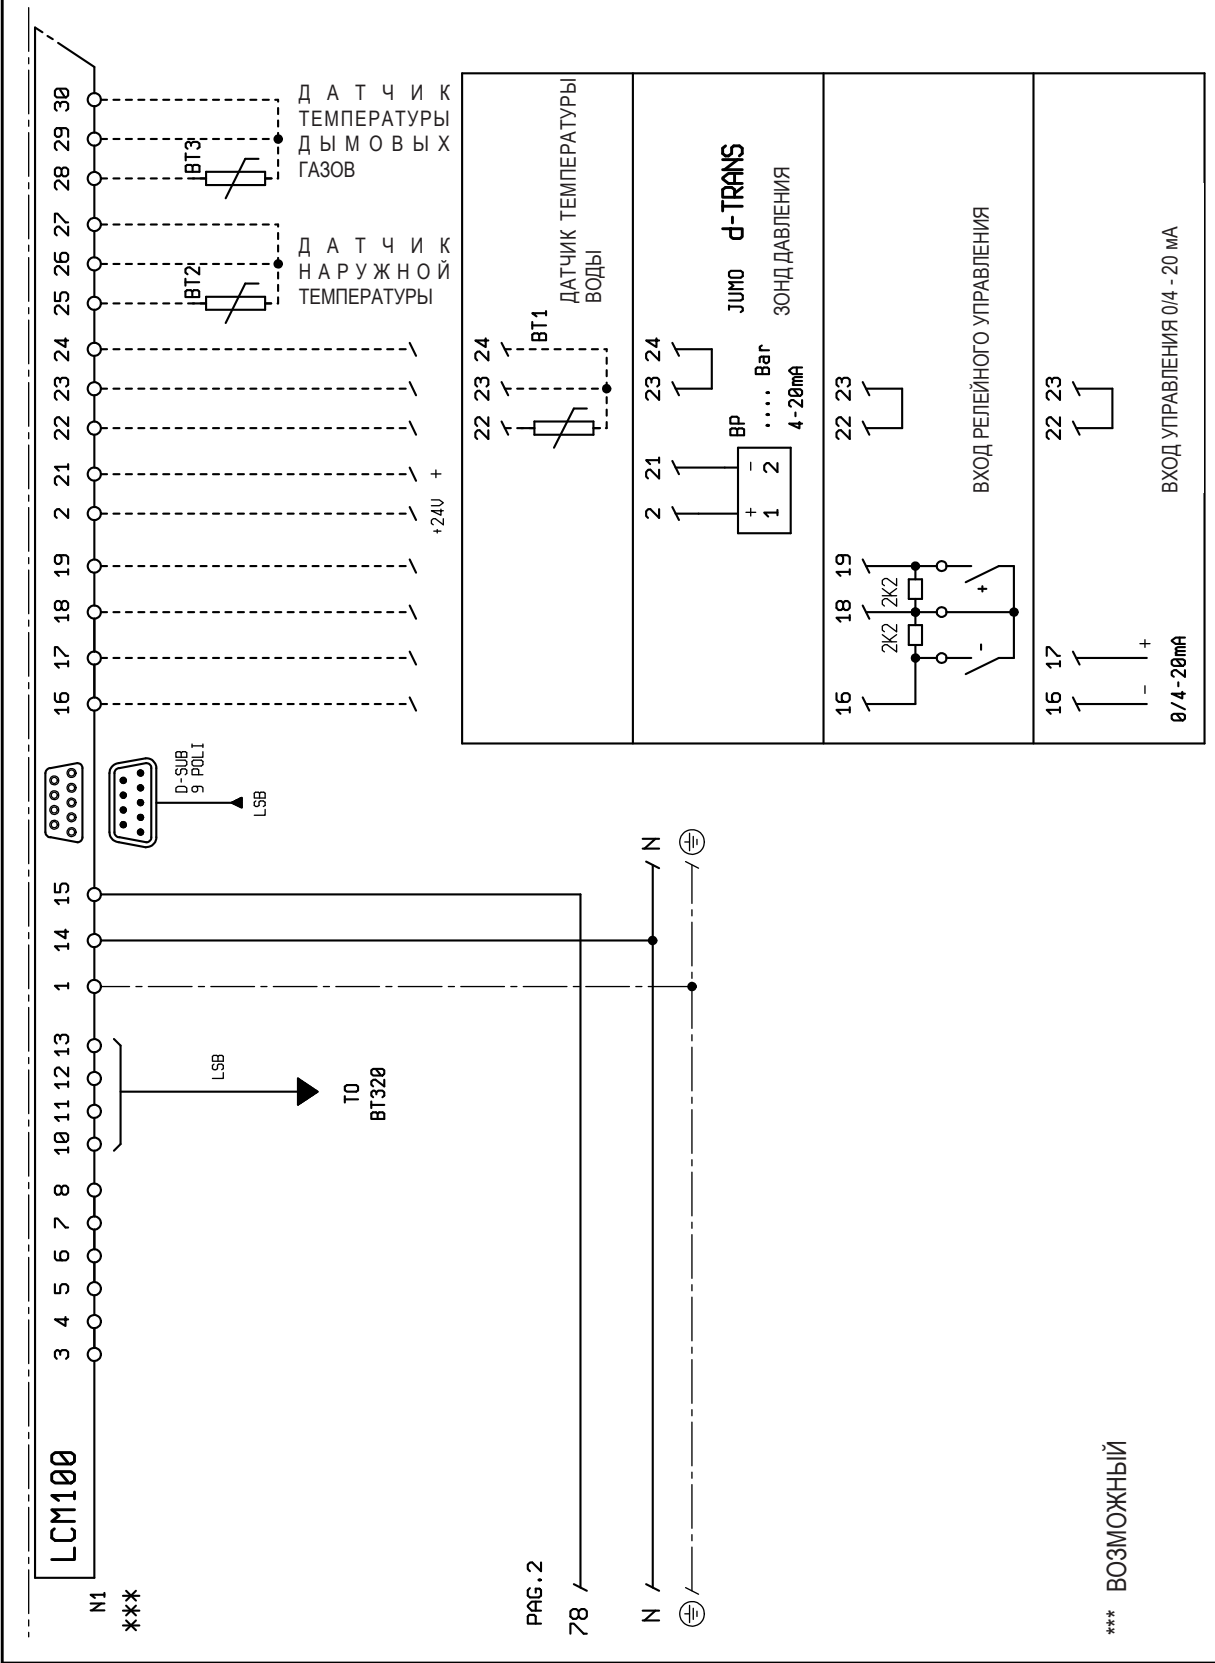 LCM100
3 4 5 6 7 8 10 11 12 13 1 14 15 16 17 18 19 2 21 22 23 24 25 26 27 28 29 30
N1
***
LSB
TO
BT320
D-SUB
9 POLI
LSB
+24V +
BT2
Д А Т Ч И К
НАРУЖНОЙ
ТЕМПЕРАТУРЫ
BT3
Д А Т Ч И К
ТЕМПЕРАТУРЫ
ДЫМОВЫХ
ГАЗОВ
PAG.2
78
N N
22 23 24
BT1
ДАТЧИК ТЕМПЕРАТУРЫ
ВОДЫ
2 21 23 24
+ -
1 2
BP
.... Bar
4-20mA
JUMO d-TRANS
ЗОНД ДАВЛЕНИЯ
16 18 19 22 23
2K2 2K2
- +
ВХОД РЕЛЕЙНОГО УПРАВЛЕНИЯ
16 17 22 23
- +
0/4-20mA
ВХОД УПРАВЛЕНИЯ 0/4 - 20 мА
*** ВОЗМОЖНЫЙ